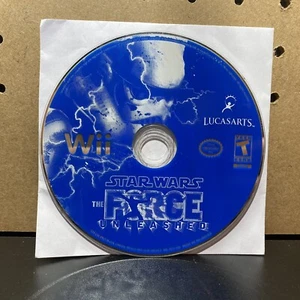 LUCASARTS
Wii
T
STAR WARS
THE FORCE
UNLEASHED